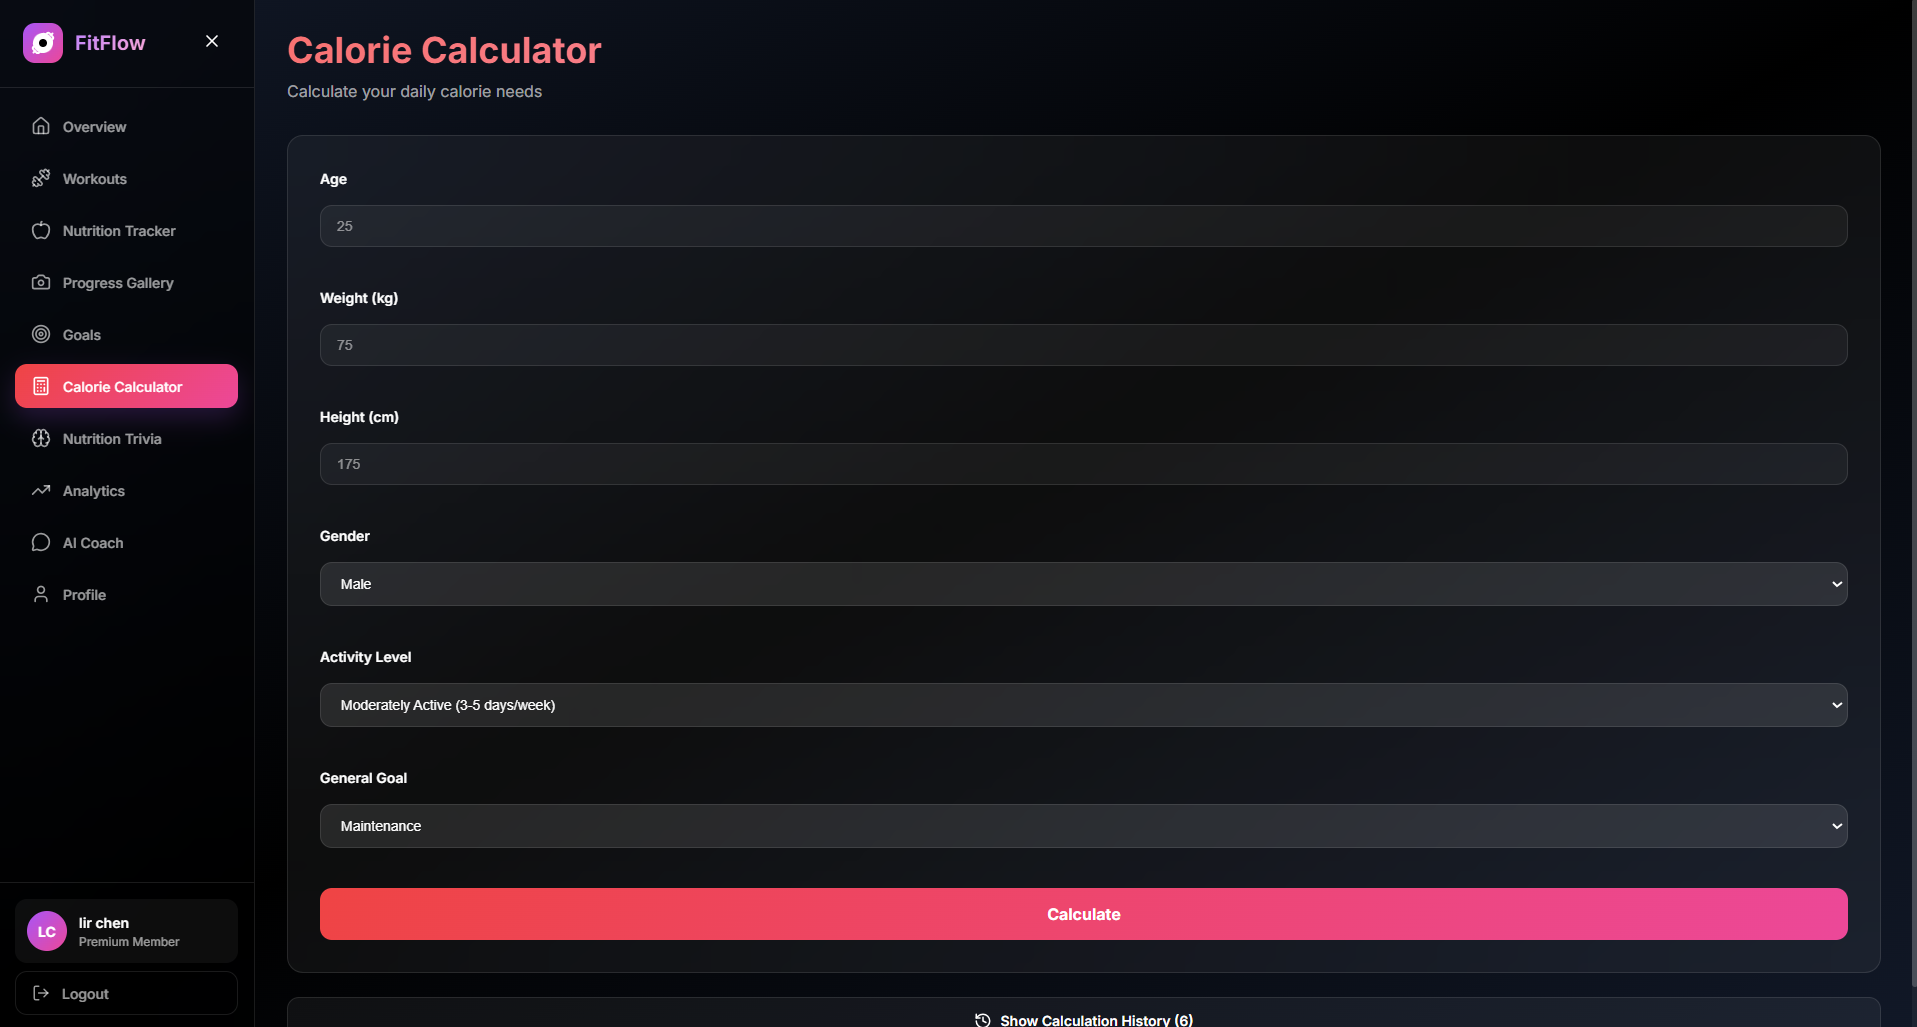 FitFlow
Overview
Workouts
Nutrition Tracker
Progress Gallery
Goals
Calorie Calculator
Nutrition Trivia
Analytics
AI Coach
Profile
LC
lir chen
Premium Member
Logout
Calorie Calculator
Calculate your daily calorie needs
Age
25
Weight (kg)
75
Height (cm)
175
Gender
Male
Activity Level
Moderately Active (3-5 days/week)
General Goal
Maintenance
Calculate
Show Calculation History (6)